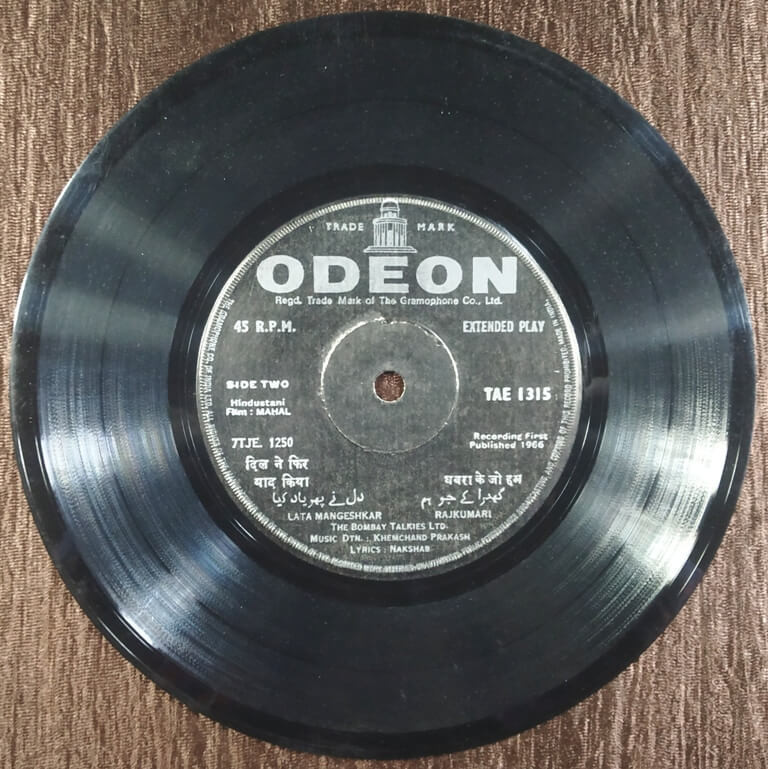 TRADE MARK
ODEON
Regd. Trade Mark of The Gramophone Co., Ltd.
45 R.P.M. EXTENDED PLAY
SIDE TWO TAE 1315
Hindustani
Film : MAHAL
7TJE. 1250 Recording First
Published 1966
दिल ने फिर
याद किया घबरा के जो हम
دل نے پھر یاد کیا گھبرا کے جو ہم
LATA MANGESHKAR RAJKUMARI
THE BOMBAY TALKIES LTD.
MUSIC DTN. : KHEMCHAND PRAKASH
LYRICS : NAKSHAB